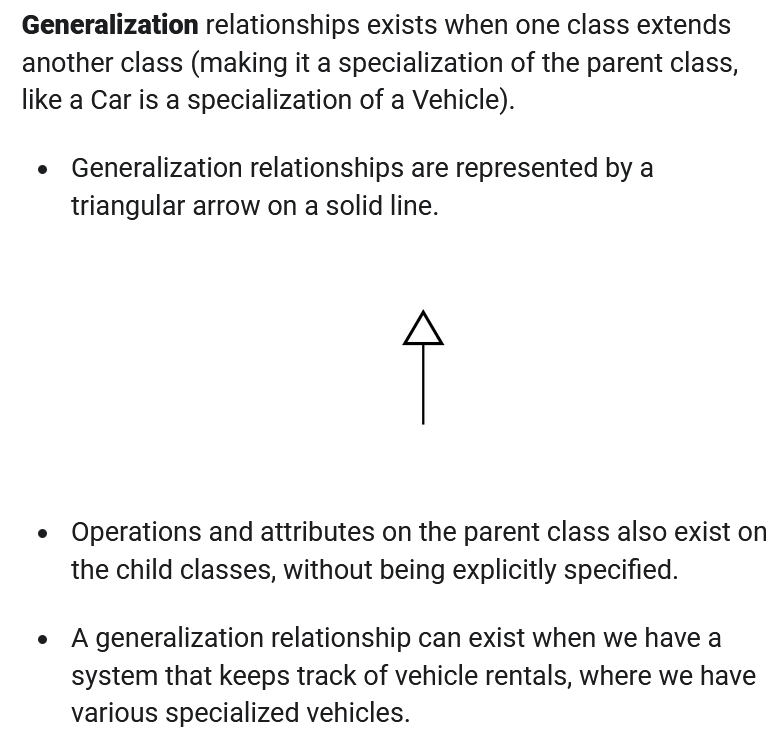 Generalization relationships exists when one class extends
another class (making it a specialization of the parent class,
like a Car is a specialization of a Vehicle).
• Generalization relationships are represented by a
triangular arrow on a solid line.
• Operations and attributes on the parent class also exist on
the child classes, without being explicitly specified.
• A generalization relationship can exist when we have a
system that keeps track of vehicle rentals, where we have
various specialized vehicles.